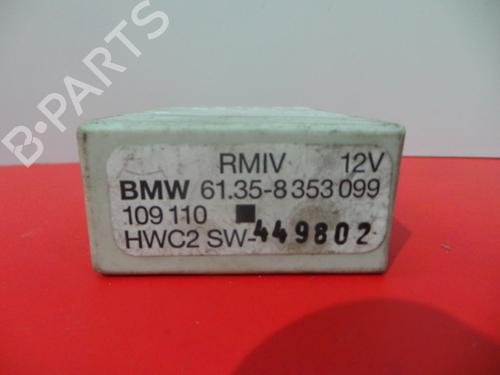 B-PARTS
RMIV 12V
BMW 61.35-8 353 099
109 110 ■
HWC2 SW-449802